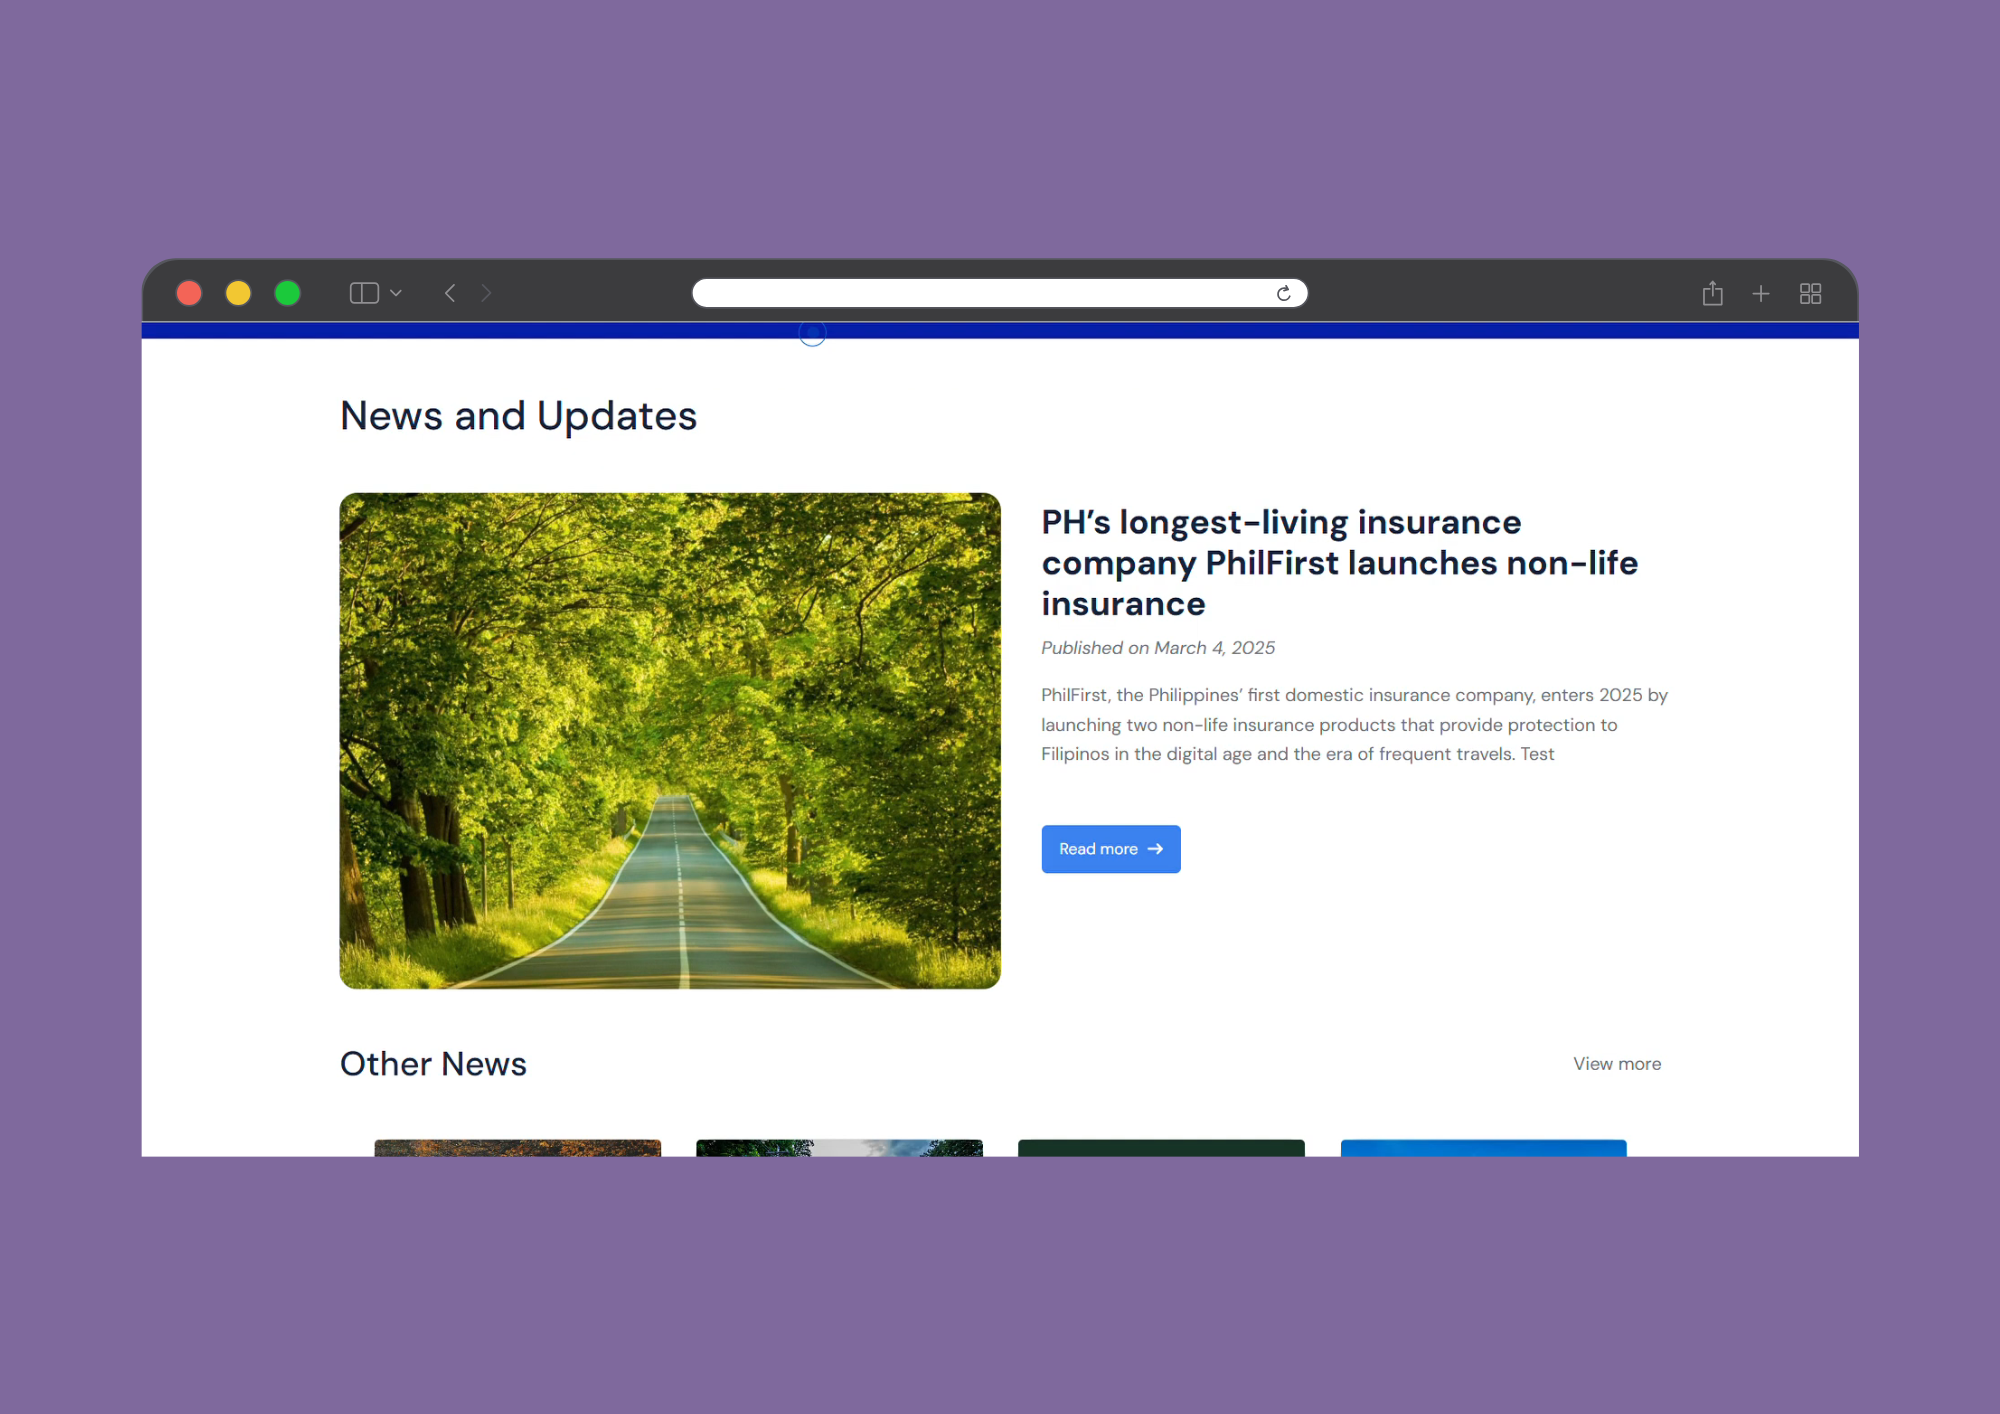 News and Updates
PH’s longest-living insurance
company PhilFirst launches non-life
insurance
Published on March 4, 2025
PhilFirst, the Philippines’ first domestic insurance company, enters 2025 by
launching two non-life insurance products that provide protection to
Filipinos in the digital age and the era of frequent travels. Test
Read more
Other News
View more